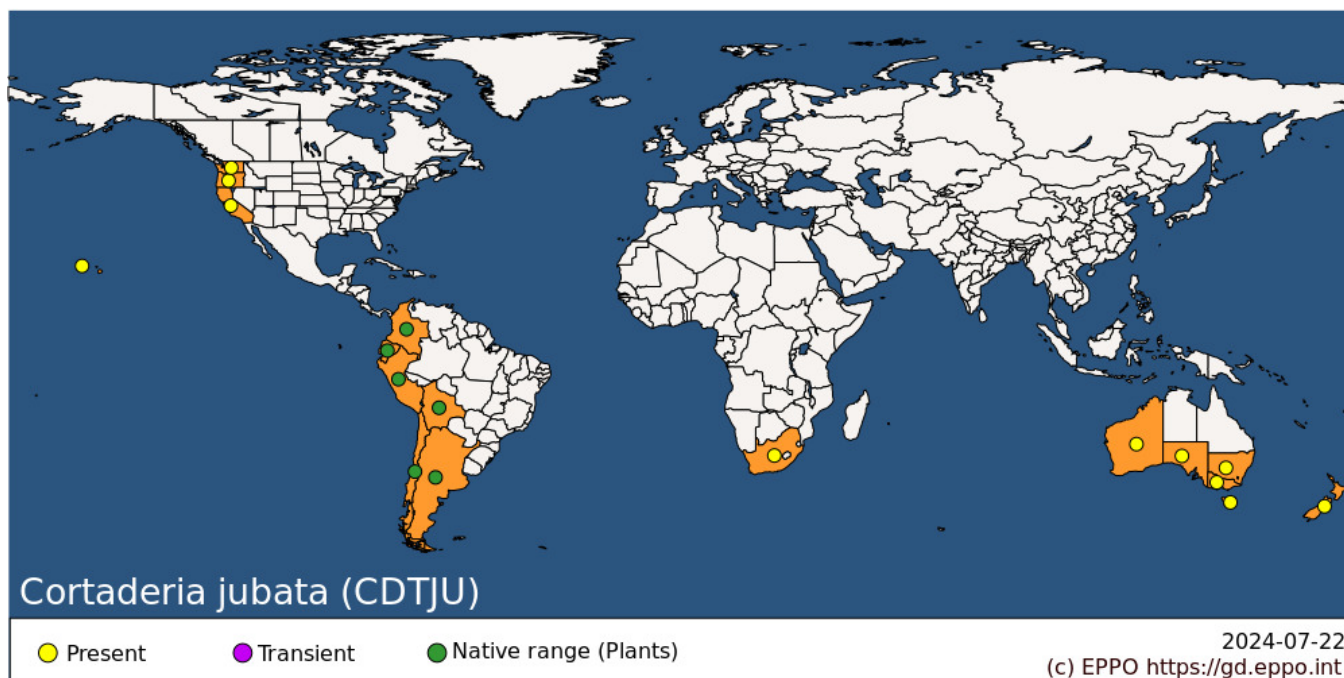 Cortaderia jubata (CDTJU)
Present
Transient
Native range (Plants)
2024-07-22
(c) EPPO https://gd.eppo.int